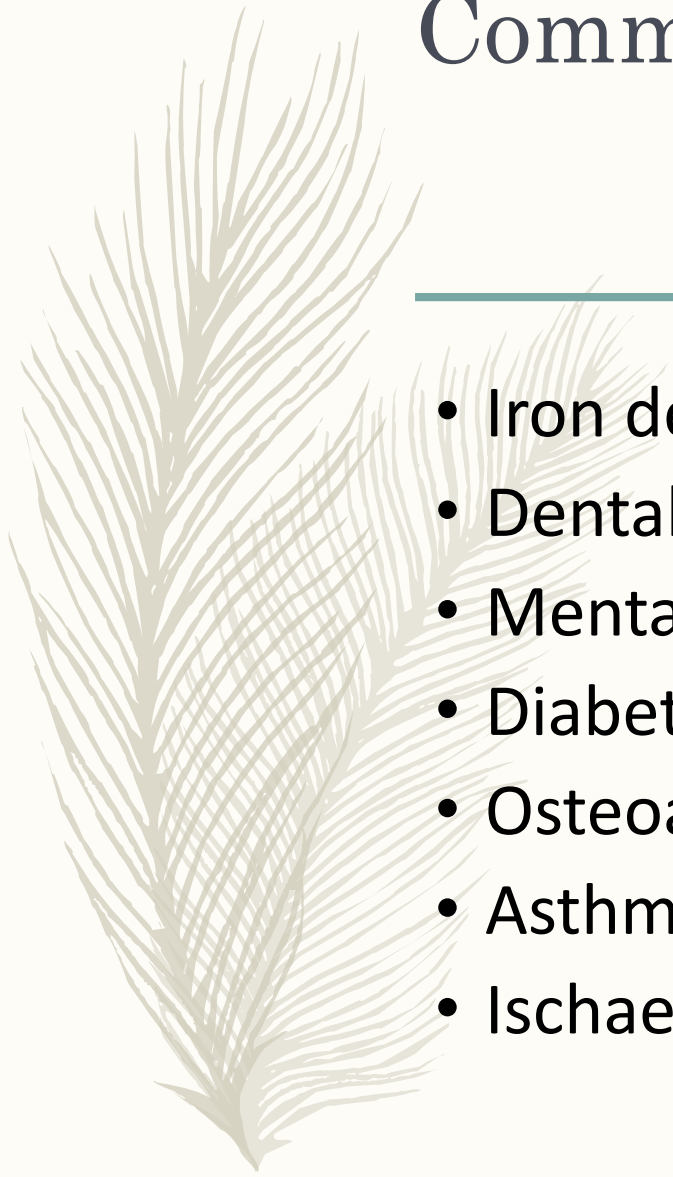 Comm
• Iron de
• Dental
• Menta
• Diabet
• Osteoa
• Asthm
• Ischae